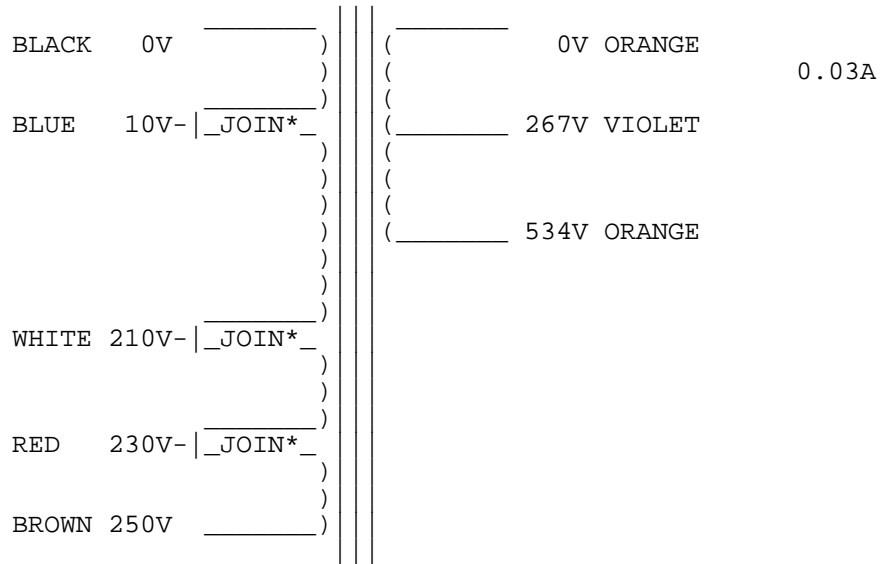 BLACK 0V 0V ORANGE
0.03A
BLUE 10V-|_JOIN*_ 267V VIOLET
534V ORANGE
WHITE 210V-|_JOIN*_
RED 230V-|_JOIN*_
BROWN 250V